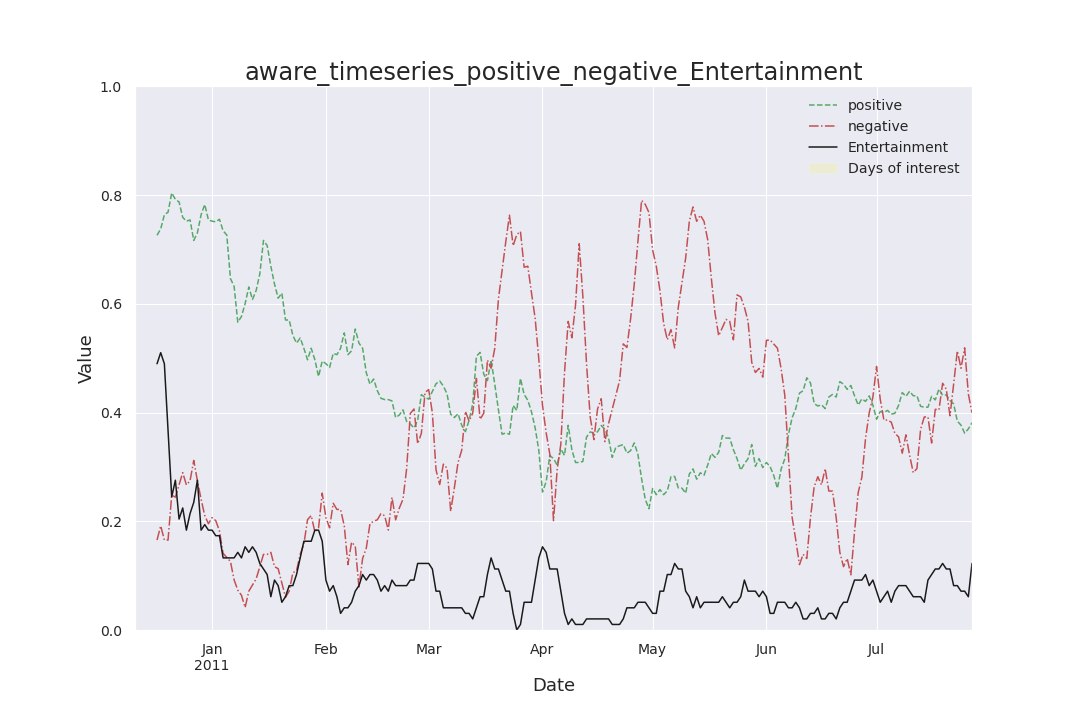 aware_timeseries_positive_negative_Entertainment
1.0
0.8
0.6
0.4
0.2
0.0
Value
positive
negative
Entertainment
Days of interest
Jan
2011
Feb
Mar
Apr
May
Jun
Jul
Date